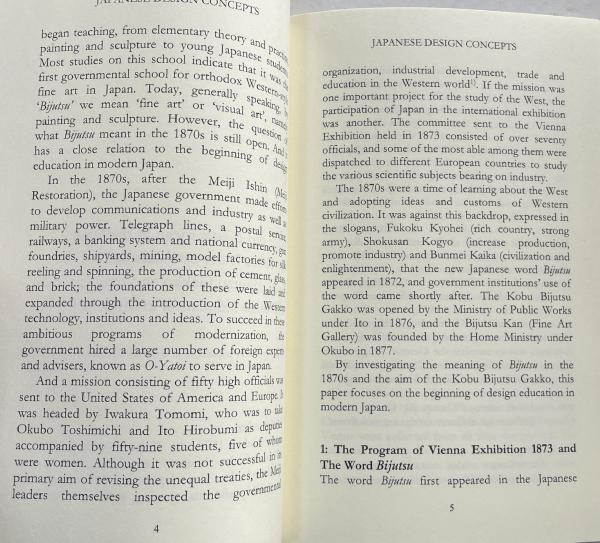 JAPANESE DESIGN CONCEPTS
began teaching, from elementary theory and
painting and sculpture to young Japanese
Most studies on this school indicate that it was the
first governmental school for orthodox
fine art in Japan. Today, generally speaking,
‘Bijutsu’ we mean ‘fine art’ or ‘visual art’,
painting and sculpture. However, the question of
what Bijutsu meant in the 1870s is still open. And
has a close relation to the beginning of design
education in modern Japan.
In the 1870s, after the Meiji Ishin (Meiji
Restoration), the Japanese government made efforts
to develop communications and industry as well as
military power. Telegraph lines, a postal service,
railways, a banking system and national currency, gas
foundries, shipyards, mining, model factories for silk
reeling and spinning, the production of cement, glass
and brick; the foundations of these were laid and
expanded through the introduction of the Western
technology, institutions and ideas. To succeed in these
ambitious programs of modernization, the
government hired a large number of foreign experts
and advisers, known as O-Yatoi to serve in Japan.
And a mission consisting of fifty high officials was
sent to the United States of America and Europe. It
was headed by Iwakura Tomomi, who was to take
Okubo Toshimichi and Ito Hirobumi as deputies
accompanied by fifty-nine students, five of whom
were women. Although it was not successful in its
primary aim of revising the unequal treaties, the Meiji
leaders themselves inspected the governmental
4
JAPANESE DESIGN CONCEPTS
organization, industrial development, trade and
education in the Western world¹⁾. If the mission was
one important project for the study of the West, the
participation of Japan in the international exhibition
was another. The committee sent to the Vienna
Exhibition held in 1873 consisted of over seventy
officials, and some of the most able among them were
dispatched to different European countries to study
the various scientific subjects bearing on industry.
The 1870s were a time of learning about the West
and adopting ideas and customs of Western
civilization. It was against this backdrop, expressed in
the slogans, Fukoku Kyohei (rich country, strong
army), Shokusan Kogyo (increase production,
promote industry) and Bunmei Kaika (civilization and
enlightenment), that the new Japanese word Bijutsu
appeared in 1872, and government institutions’ use of
the word came shortly after. The Kobu Bijutsu
Gakko was opened by the Ministry of Public Works
under Ito in 1876, and the Bijutsu Kan (Fine Art
Gallery) was founded by the Home Ministry under
Okubo in 1877.
By investigating the meaning of Bijutsu in the
1870s and the aim of the Kobu Bijutsu Gakko, this
paper focuses on the beginning of design education in
modern Japan.
1: The Program of Vienna Exhibition 1873 and
The Word Bijutsu
The word Bijutsu first appeared in the Japanese
5